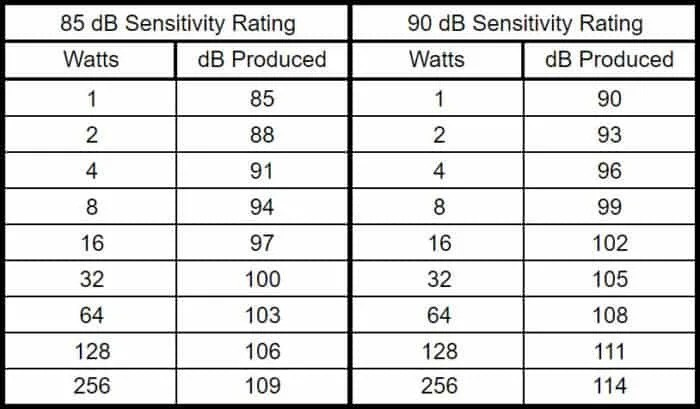 85 dB Sensitivity Rating 90 dB Sensitivity Rating
Watts dB Produced Watts dB Produced
1 85 1 90
2 88 2 93
4 91 4 96
8 94 8 99
16 97 16 102
32 100 32 105
64 103 64 108
128 106 128 111
256 109 256 114